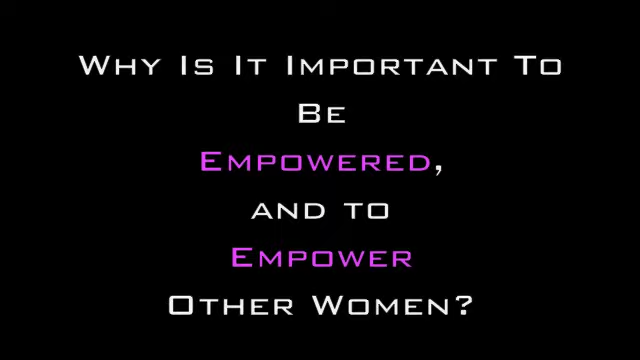 Why Is It Important To
Be
Empowered,
and to
Empower
Other Women?